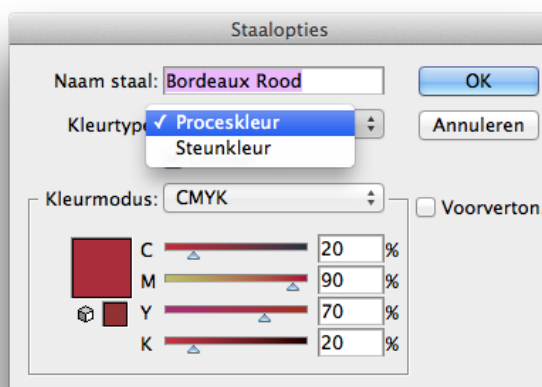 Staalopties
Naam staal: Bordeaux Rood
OK
Kleurtype
✓ Proceskleur
Annuleren
Steunkleur
Kleurmodus: CMYK
Voorverton
C 20 %
M 90 %
Y 70 %
K 20 %